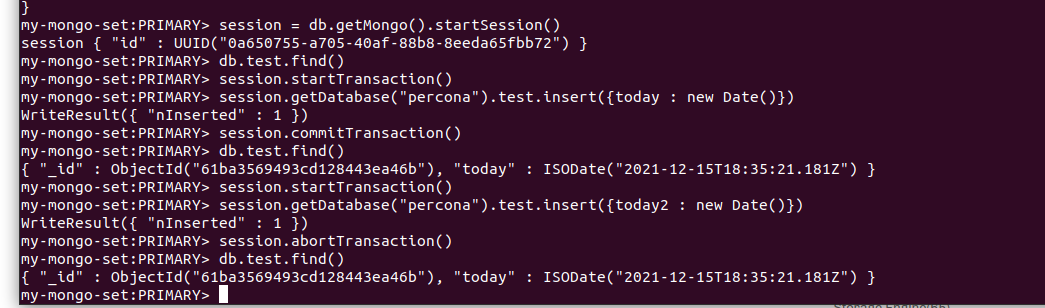 }
my-mongo-set:PRIMARY> session = db.getMongo().startSession()
session { "id" : UUID("0a650755-a705-40af-88b8-8eeda65fbb72") }
my-mongo-set:PRIMARY> db.test.find()
my-mongo-set:PRIMARY> session.startTransaction()
my-mongo-set:PRIMARY> session.getDatabase("percona").test.insert({today : new Date()})
WriteResult({ "nInserted" : 1 })
my-mongo-set:PRIMARY> session.commitTransaction()
my-mongo-set:PRIMARY> db.test.find()
{ "_id" : ObjectId("61ba3569493cd128443ea46b"), "today" : ISODate("2021-12-15T18:35:21.181Z") }
my-mongo-set:PRIMARY> session.startTransaction()
my-mongo-set:PRIMARY> session.getDatabase("percona").test.insert({today2 : new Date()})
WriteResult({ "nInserted" : 1 })
my-mongo-set:PRIMARY> session.abortTransaction()
my-mongo-set:PRIMARY> db.test.find()
{ "_id" : ObjectId("61ba3569493cd128443ea46b"), "today" : ISODate("2021-12-15T18:35:21.181Z") }
my-mongo-set:PRIMARY>